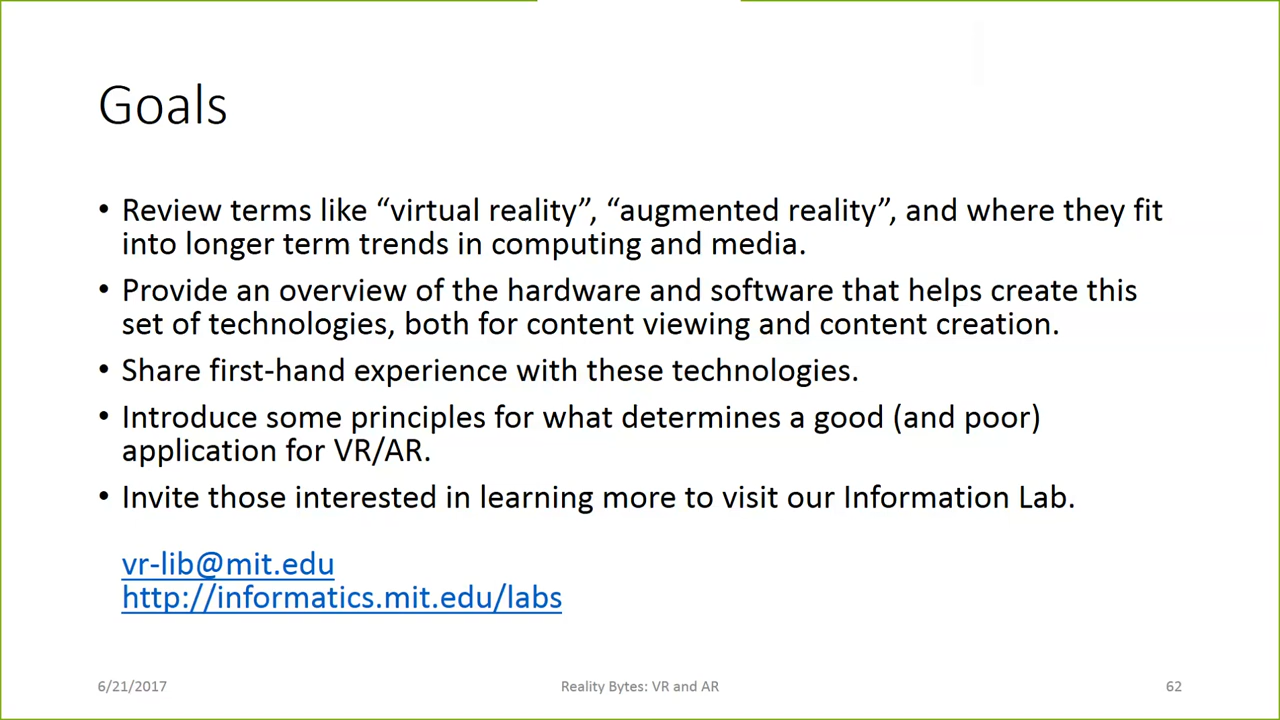 Goals
• Review terms like “virtual reality”, “augmented reality”, and where they fit
into longer term trends in computing and media.
• Provide an overview of the hardware and software that helps create this
set of technologies, both for content viewing and content creation.
• Share first-hand experience with these technologies.
• Introduce some principles for what determines a good (and poor)
application for VR/AR.
• Invite those interested in learning more to visit our Information Lab.
vr-lib@mit.edu
http://informatics.mit.edu/labs
6/21/2017
Reality Bytes: VR and AR
62